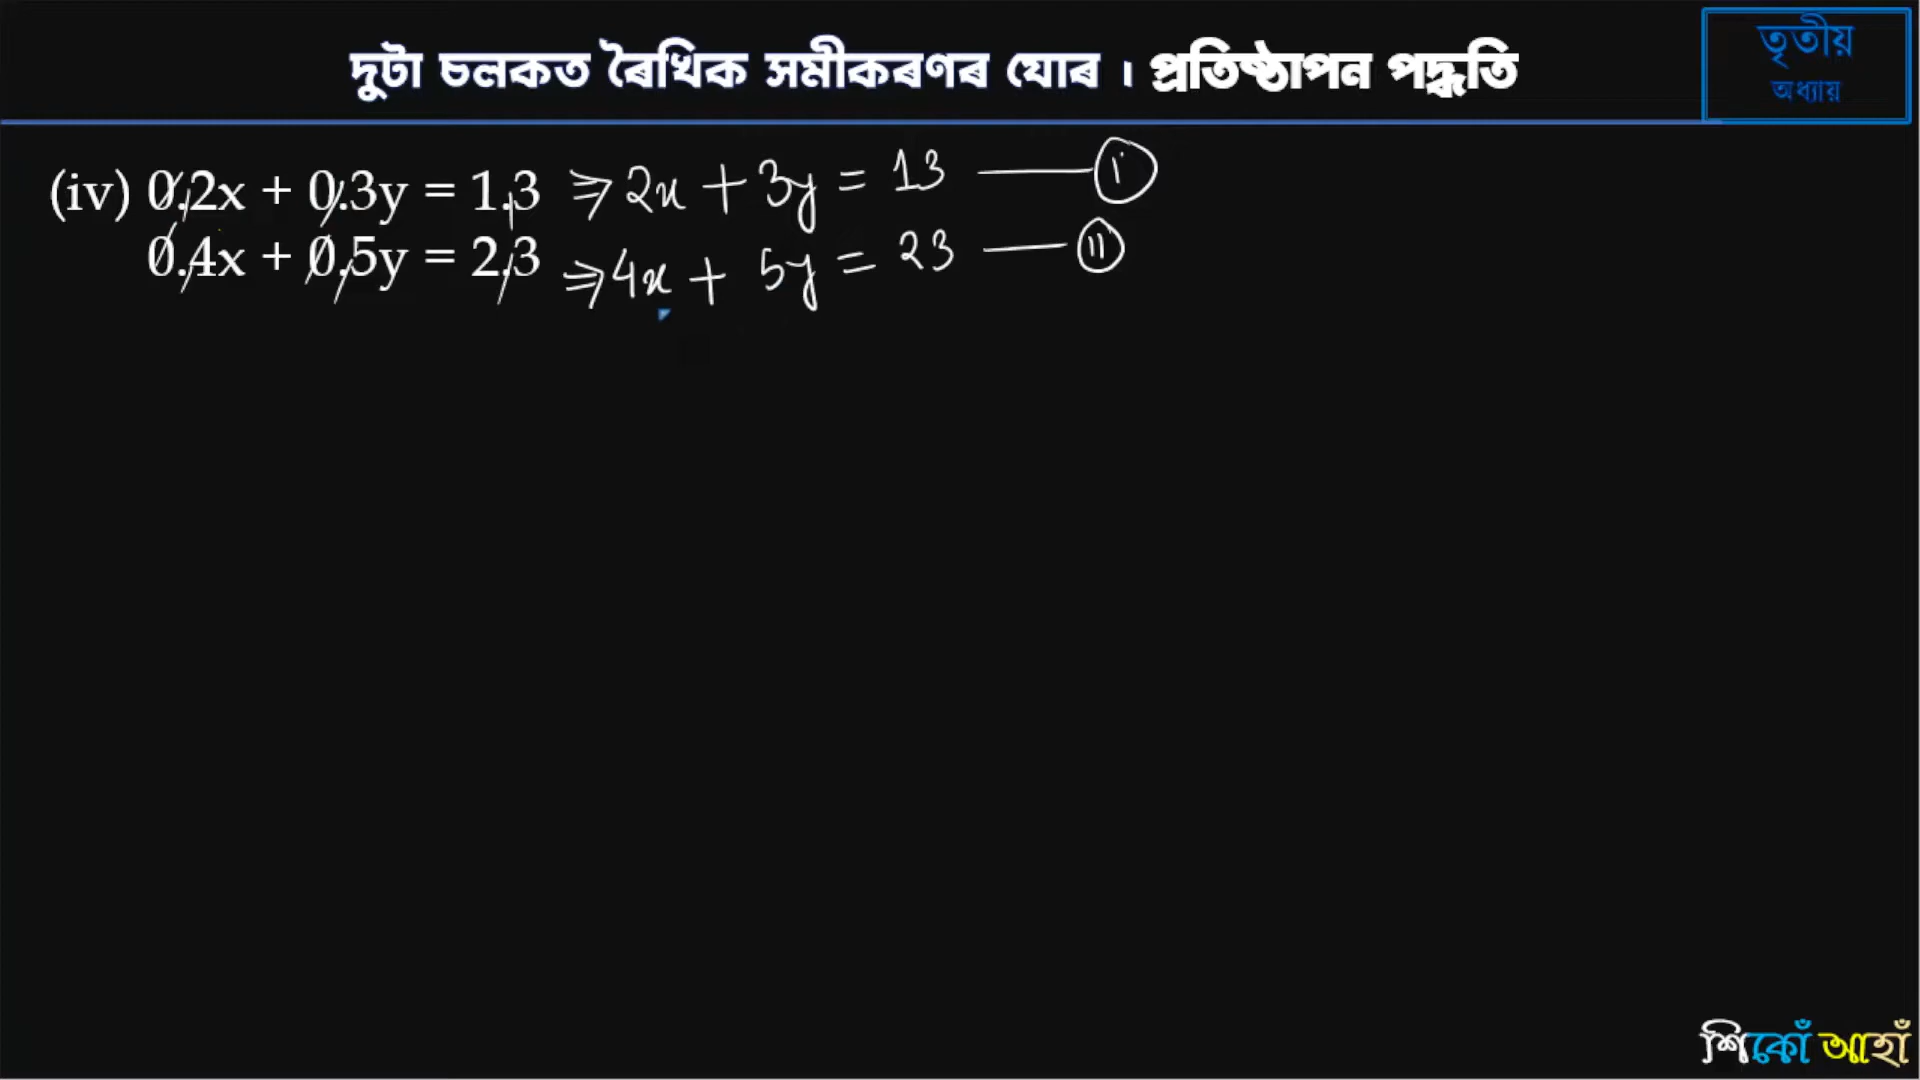 দুটা চলকত ৰৈখিক সমীকৰণৰ যোৰ । প্ৰতিষ্ঠাপন পদ্ধতি
তৃতীয়
অধ্যায়
(iv) 0.2x + 0.3y = 1.3 ⇒ 2x + 3y = 13 —— (i)
0.4x + 0.5y = 2.3 ⇒ 4x + 5y = 23 —— (ii)
শিকোঁ আহাঁ